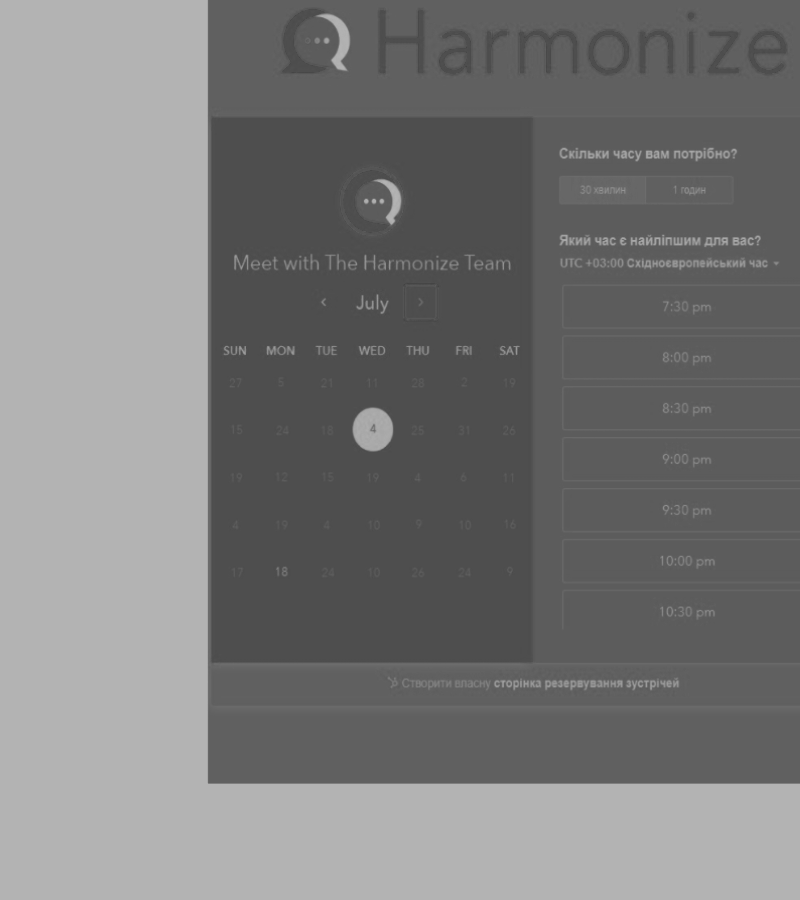 Harmonize
Meet with The Harmonize Team
July
SUN MON TUE WED THU FRI SAT
27 5 21 11 28 2 19
15 24 18 4 25 31 26
19 12 15 19 4 6 11
4 19 4 10 9 10 16
17 18 24 10 26 24 9
Скільки часу вам потрібно?
30 хвилин 1 годин
Який час є найліпшим для вас?
UTC +03:00 Східноєвропейський час
7:30 pm
8:00 pm
8:30 pm
9:00 pm
9:30 pm
10:00 pm
10:30 pm
Створити власну сторінка резервування зустрічей